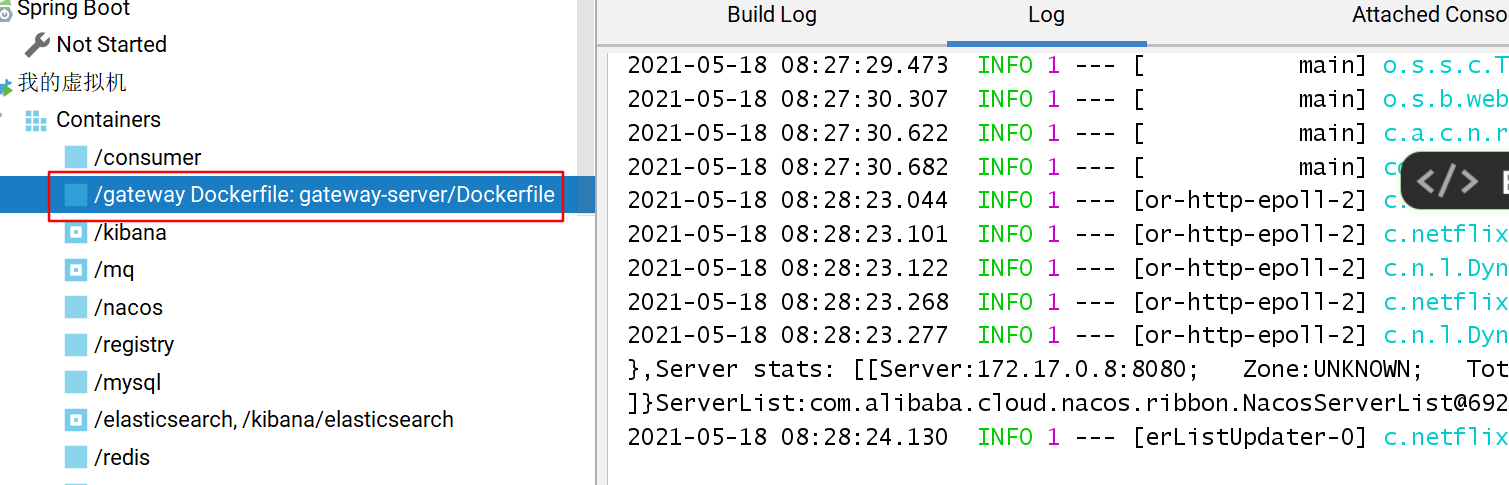 Spring Boot
Not Started
我的虚拟机
Containers
/consumer
/gateway Dockerfile: gateway-server/Dockerfile
/kibana
/mq
/nacos
/registry
/mysql
/elasticsearch, /kibana/elasticsearch
/redis
Build Log Log Attached Conso
2021-05-18 08:27:29.473 INFO 1 --- [ main] o.s.s.c.T
2021-05-18 08:27:30.307 INFO 1 --- [ main] o.s.b.web
2021-05-18 08:27:30.622 INFO 1 --- [ main] c.a.c.n.r
2021-05-18 08:27:30.682 INFO 1 --- [ main]
2021-05-18 08:28:23.044 INFO 1 --- [or-http-epoll-2] c.
2021-05-18 08:28:23.101 INFO 1 --- [or-http-epoll-2] c.netflix
2021-05-18 08:28:23.122 INFO 1 --- [or-http-epoll-2] c.n.l.Dyn
2021-05-18 08:28:23.268 INFO 1 --- [or-http-epoll-2] c.netflix
2021-05-18 08:28:23.277 INFO 1 --- [or-http-epoll-2] c.n.l.Dyn
},Server stats: [[Server:172.17.0.8:8080; Zone:UNKNOWN; Tot
]}ServerList:com.alibaba.cloud.nacos.ribbon.NacosServerList@692
2021-05-18 08:28:24.130 INFO 1 --- [erListUpdater-0] c.netflix